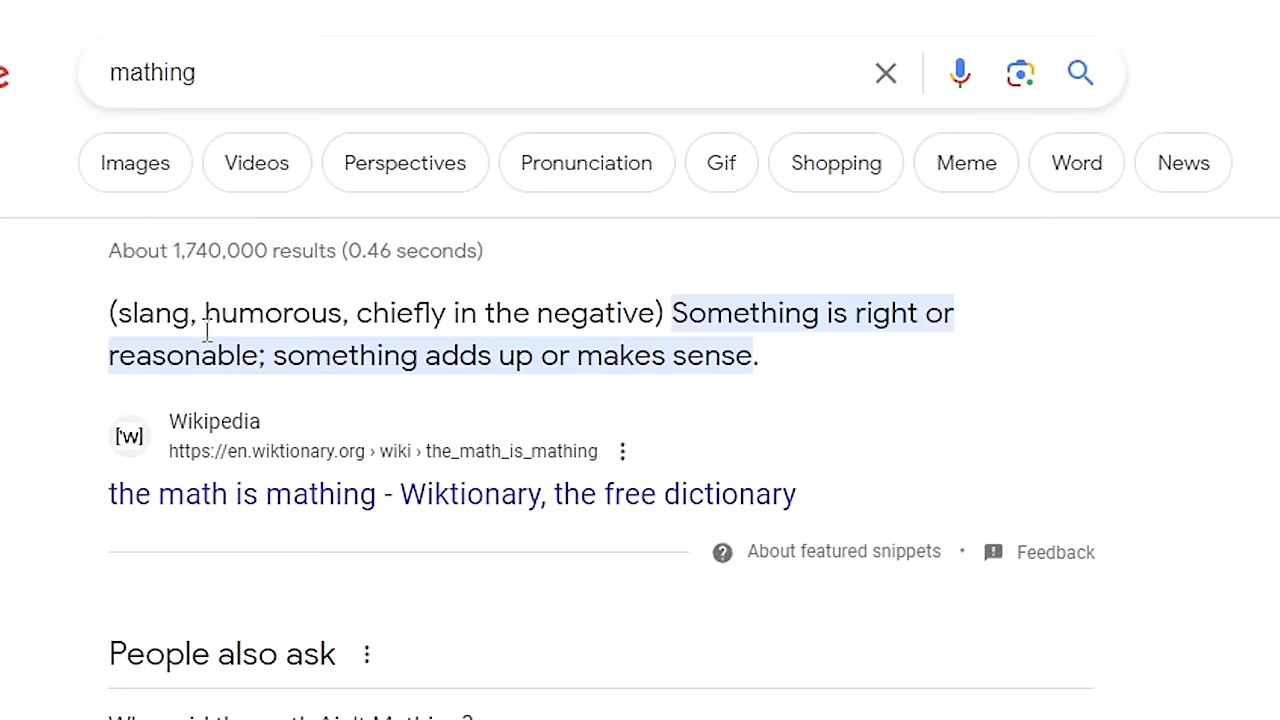 mathing
Images Videos Perspectives Pronunciation Gif Shopping Meme Word News
About 1,740,000 results (0.46 seconds)
(slang, humorous, chiefly in the negative) Something is right or
reasonable; something adds up or makes sense.
['w]
Wikipedia
https://en.wiktionary.org › wiki › the_math_is_mathing
the math is mathing - Wiktionary, the free dictionary
About featured snippets • Feedback
People also ask